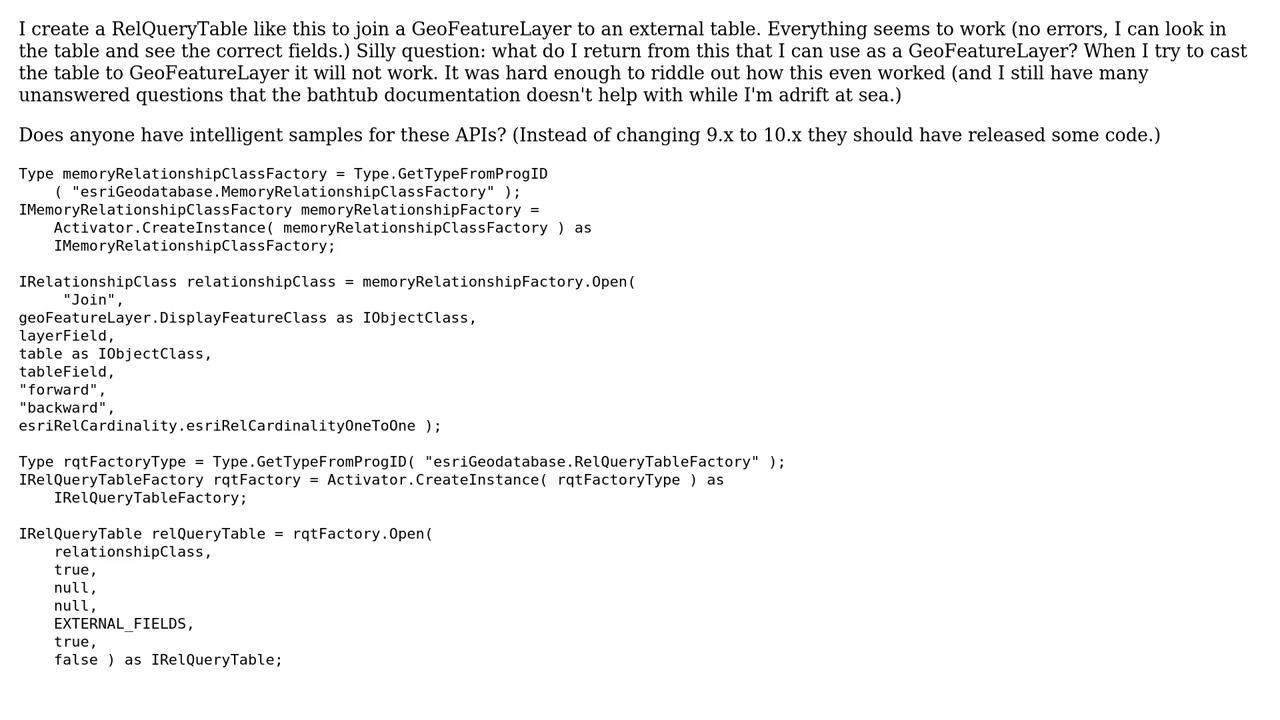 I create a RelQueryTable like this to join a GeoFeatureLayer to an external table. Everything seems to work (no errors, I can look in
the table and see the correct fields.) Silly question: what do I return from this that I can use as a GeoFeatureLayer? When I try to cast
the table to GeoFeatureLayer it will not work. It was hard enough to riddle out how this even worked (and I still have many
unanswered questions that the bathtub documentation doesn't help with while I'm adrift at sea.)
Does anyone have intelligent samples for these APIs? (Instead of changing 9.x to 10.x they should have released some code.)
Type memoryRelationshipClassFactory = Type.GetTypeFromProgID
    ( "esriGeodatabase.MemoryRelationshipClassFactory" );
IMemoryRelationshipClassFactory memoryRelationshipFactory =
    Activator.CreateInstance( memoryRelationshipClassFactory ) as
    IMemoryRelationshipClassFactory;
IRelationshipClass relationshipClass = memoryRelationshipFactory.Open(
     "Join",
geoFeatureLayer.DisplayFeatureClass as IObjectClass,
layerField,
table as IObjectClass,
tableField,
"forward",
"backward",
esriRelCardinality.esriRelCardinalityOneToOne );
Type rqtFactoryType = Type.GetTypeFromProgID( "esriGeodatabase.RelQueryTableFactory" );
IRelQueryTableFactory rqtFactory = Activator.CreateInstance( rqtFactoryType ) as
    IRelQueryTableFactory;
IRelQueryTable relQueryTable = rqtFactory.Open(
    relationshipClass,
    true,
    null,
    null,
    EXTERNAL_FIELDS,
    true,
    false ) as IRelQueryTable;